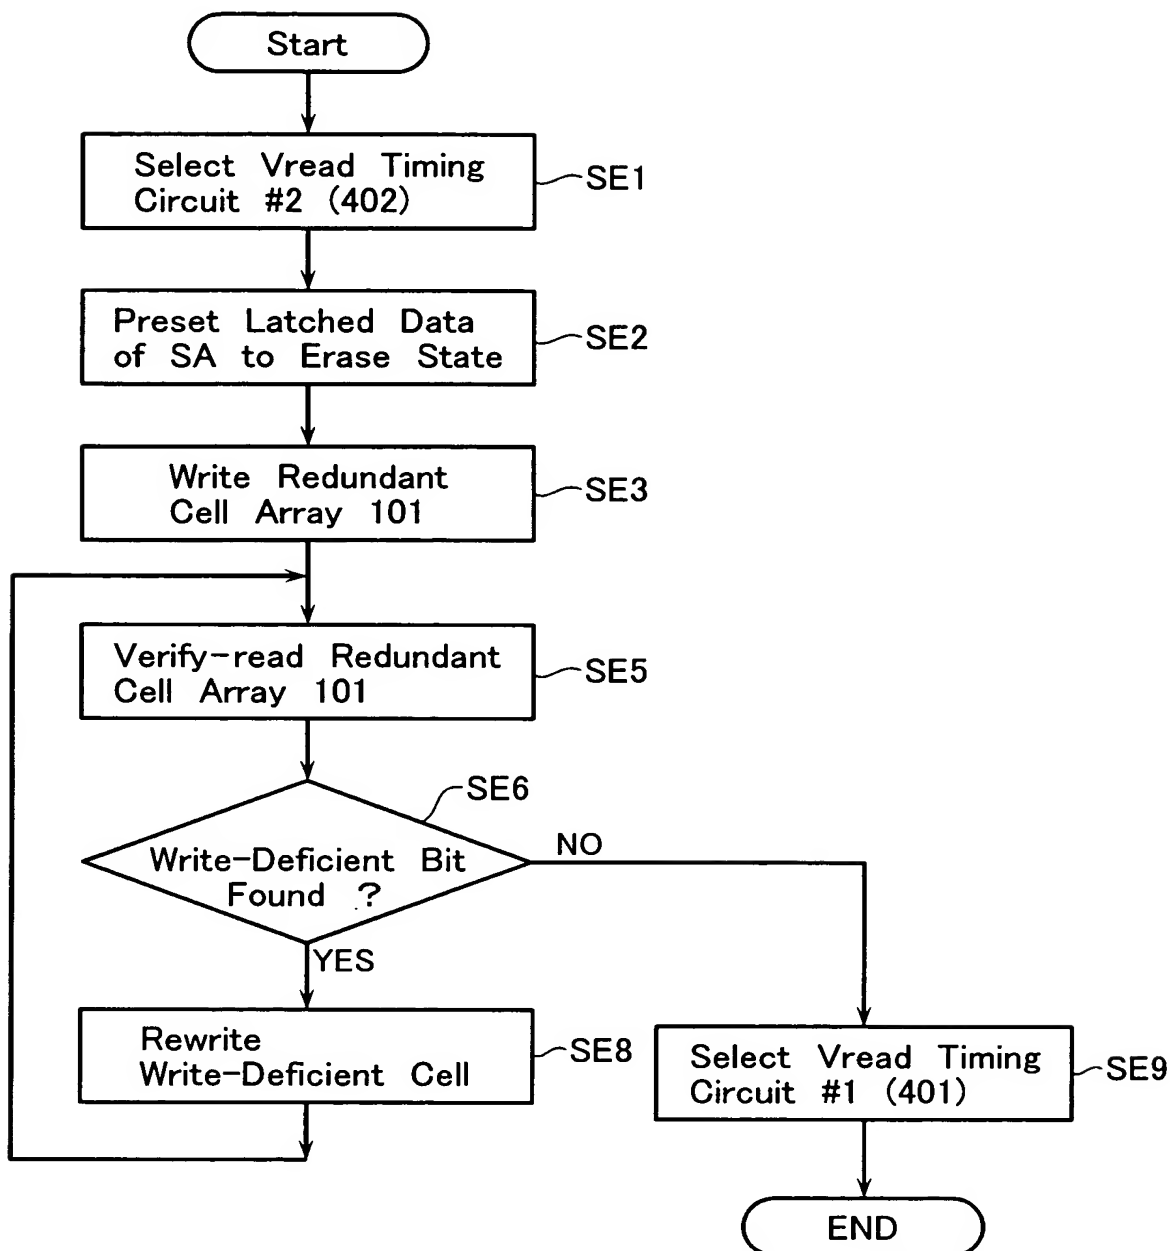 Start
Select Vread Timing
Circuit #2 (402)
SE1
Preset Latched Data
of SA to Erase State
SE2
Write Redundant
Cell Array 101
SE3
Verify-read Redundant
Cell Array 101
SE5
SE6
Write-Deficient Bit
Found ?
NO
YES
Rewrite
Write-Deficient Cell
SE8
Select Vread Timing
Circuit #1 (401)
SE9
END